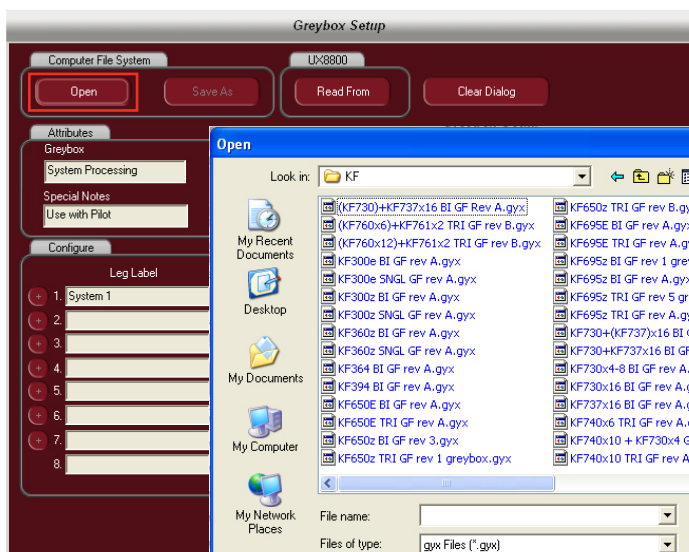 Greybox Setup
Computer File System
UX8800
Open
Save As
Read From
Clear Dialog
Attributes
Greybox
System Processing
Special Notes
Use with Pilot
Configure
Leg Label
1. System 1
2.
3.
4.
5.
6.
7.
8.
Open
Look in:
KF
My Recent
Documents
Desktop
My Documents
My Computer
My Network
Places
(KF730)+KF737x16 BI GF Rev A.gyx
(KF760x6)+KF761x2 TRI GF rev B.gyx
(KF760x12)+KF761x2 TRI GF rev B.gyx
KF300e BI GF rev A.gyx
KF300e SNGL GF rev A.gyx
KF300z BI GF rev A.gyx
KF300z SNGL GF rev A.gyx
KF360z BI GF rev A.gyx
KF360z SNGL GF rev A.gyx
KF364 BI GF rev A.gyx
KF394 BI GF rev A.gyx
KF650E BI GF rev A.gyx
KF650E TRI GF rev A.gyx
KF650z BI GF rev 3.gyx
KF650z TRI GF rev 1 greybox.gyx
KF650z TRI GF rev B.gy
KF695E BI GF rev A.gyx
KF695E TRI GF rev A.g
KF695z BI GF rev 1 gre
KF695z BI GF rev A.gyx
KF695z TRI GF rev 5 gr
KF695z TRI GF rev A.gy
KF730+(KF737)x16 BI
KF730+KF737x16 BI GF
KF730x4-8 BI GF rev A.
KF730x16 BI GF rev A.
KF737x16 BI GF rev A.g
KF740x6 TRI GF rev A.
KF740x10 + KF730x4 G
KF740x10 TRI GF rev A
File name:
Files of type:
gyx Files (*.gyx)